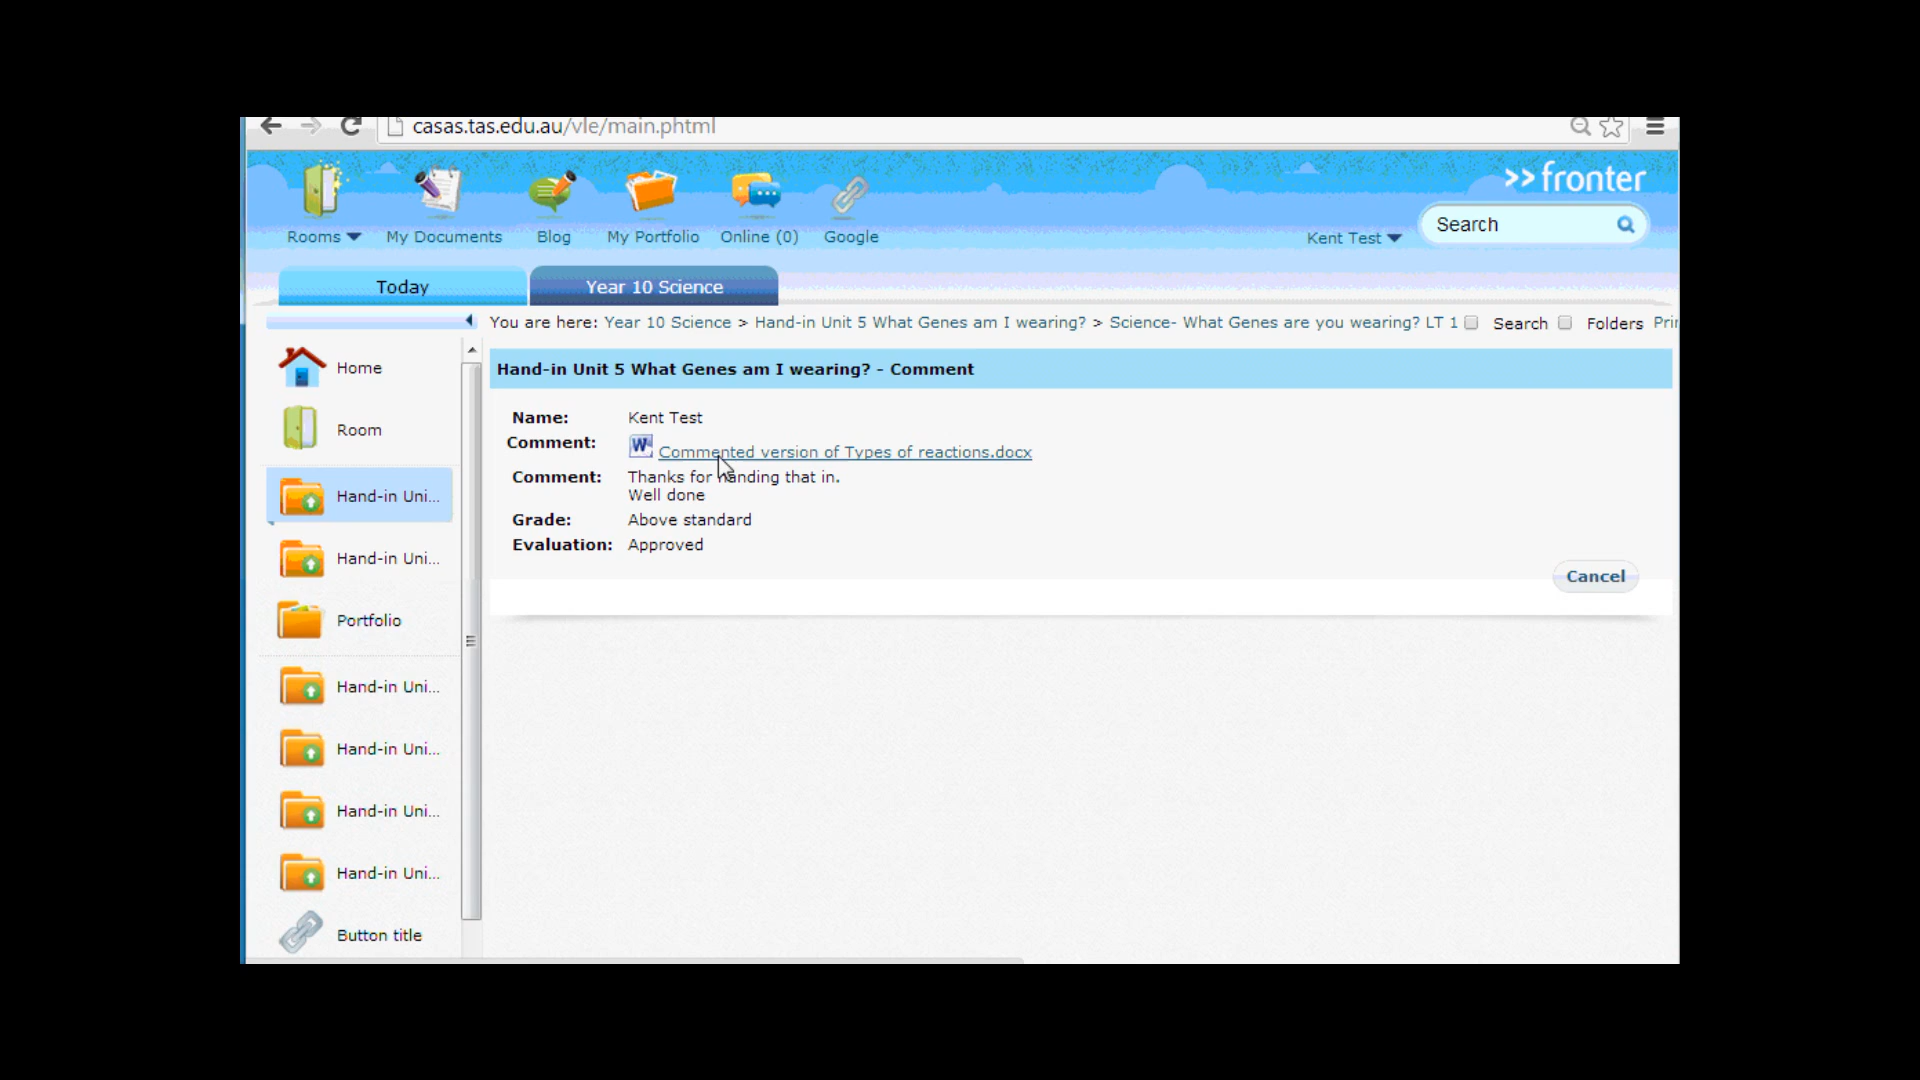 casas.tas.edu.au/vle/main.phtml
>>fronter
Search
Rooms My Documents Blog My Portfolio Online (0) Google Kent Test
Today Year 10 Science
You are here: Year 10 Science > Hand-in Unit 5 What Genes am I wearing? > Science- What Genes are you wearing? LT 1 Search Folders
Home
Room
Hand-in Uni...
Hand-in Uni...
Portfolio
Hand-in Uni...
Hand-in Uni...
Hand-in Uni...
Hand-in Uni...
Button title
Hand-in Unit 5 What Genes am I wearing? - Comment
Name: Kent Test
Comment: Commented version of Types of reactions.docx
Comment: Thanks for handing that in.
Well done
Grade: Above standard
Evaluation: Approved
Cancel